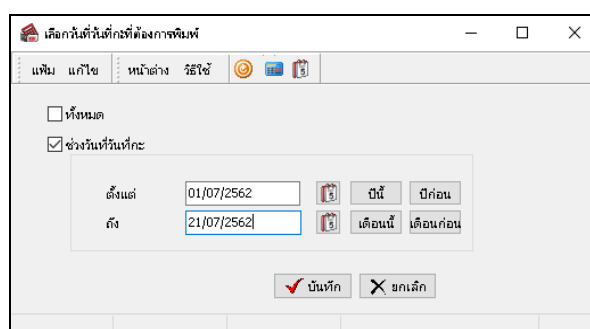 เลือกวันที่วันที่กะที่ต้องการพิมพ์
แฟ้ม แก้ไข หน้าต่าง วิธีใช้
ทั้งหมด
ช่วงวันที่วันที่กะ
ตั้งแต่ 01/07/2562 ปีนี้ ปีก่อน
ถึง 21/07/2562 เดือนนี้ เดือนก่อน
บันทึก ยกเลิก